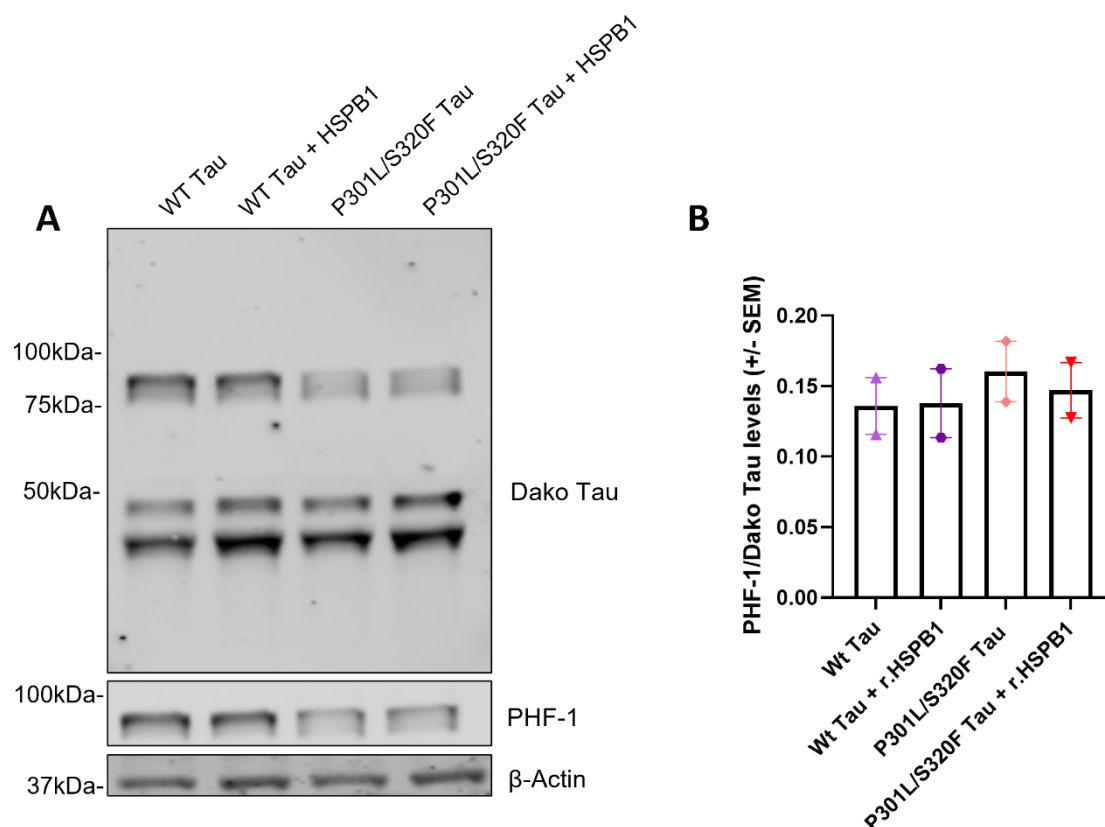 A
WT Tau
WT Tau + HSPB1
P301L/S320F Tau
P301L/S320F Tau + HSPB1
100kDa-
75kDa-
50kDa-
Dako Tau
100kDa-
PHF-1
37kDa-
β-Actin
B
PHF-1/Dako Tau levels (+/- SEM)
0.20
0.15
0.10
0.05
0.00
Wt Tau
Wt Tau + r.HSPB1
P301L/S320F Tau
P301L/S320F Tau + r.HSPB1